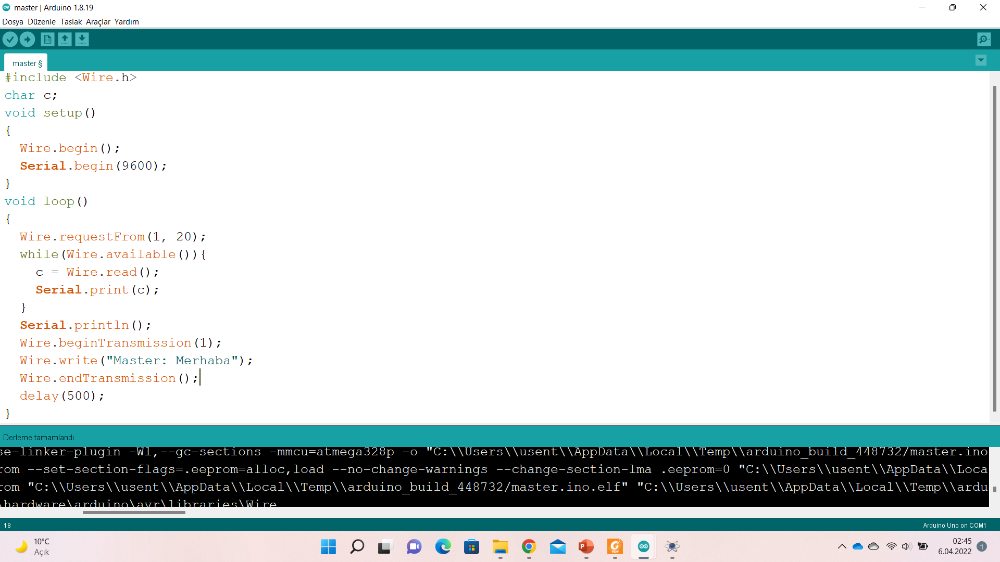 master | Arduino 1.8.19
Dosya Düzenle Taslak Araçlar Yardım
master §
#include <Wire.h>
char c;
void setup()
{
  Wire.begin();
  Serial.begin(9600);
}
void loop()
{
  Wire.requestFrom(1, 20);
  while(Wire.available()){
    c = Wire.read();
    Serial.print(c);
  }
  Serial.println();
  Wire.beginTransmission(1);
  Wire.write("Master: Merhaba");
  Wire.endTransmission();
  delay(500);
}
Derleme tamamlandı.
se-linker-plugin -Wl,--gc-sections -mmcu=atmega328p -o "C:\\Users\\usent\\AppData\\Local\\Temp\\arduino_build_448732/master.ino
rom --set-section-flags=.eeprom=alloc,load --no-change-warnings --change-section-lma .eeprom=0 "C:\\Users\\usent\\AppData\\Loca
rom "C:\\Users\\usent\\AppData\\Local\\Temp\\arduino_build_448732/master.ino.elf" "C:\\Users\\usent\\AppData\\Local\\Temp\\ardu
\hardware\arduino\avr\libraries\Wire
18
Arduino Uno on COM1
10°C
Açık
02:45
6.04.2022
1